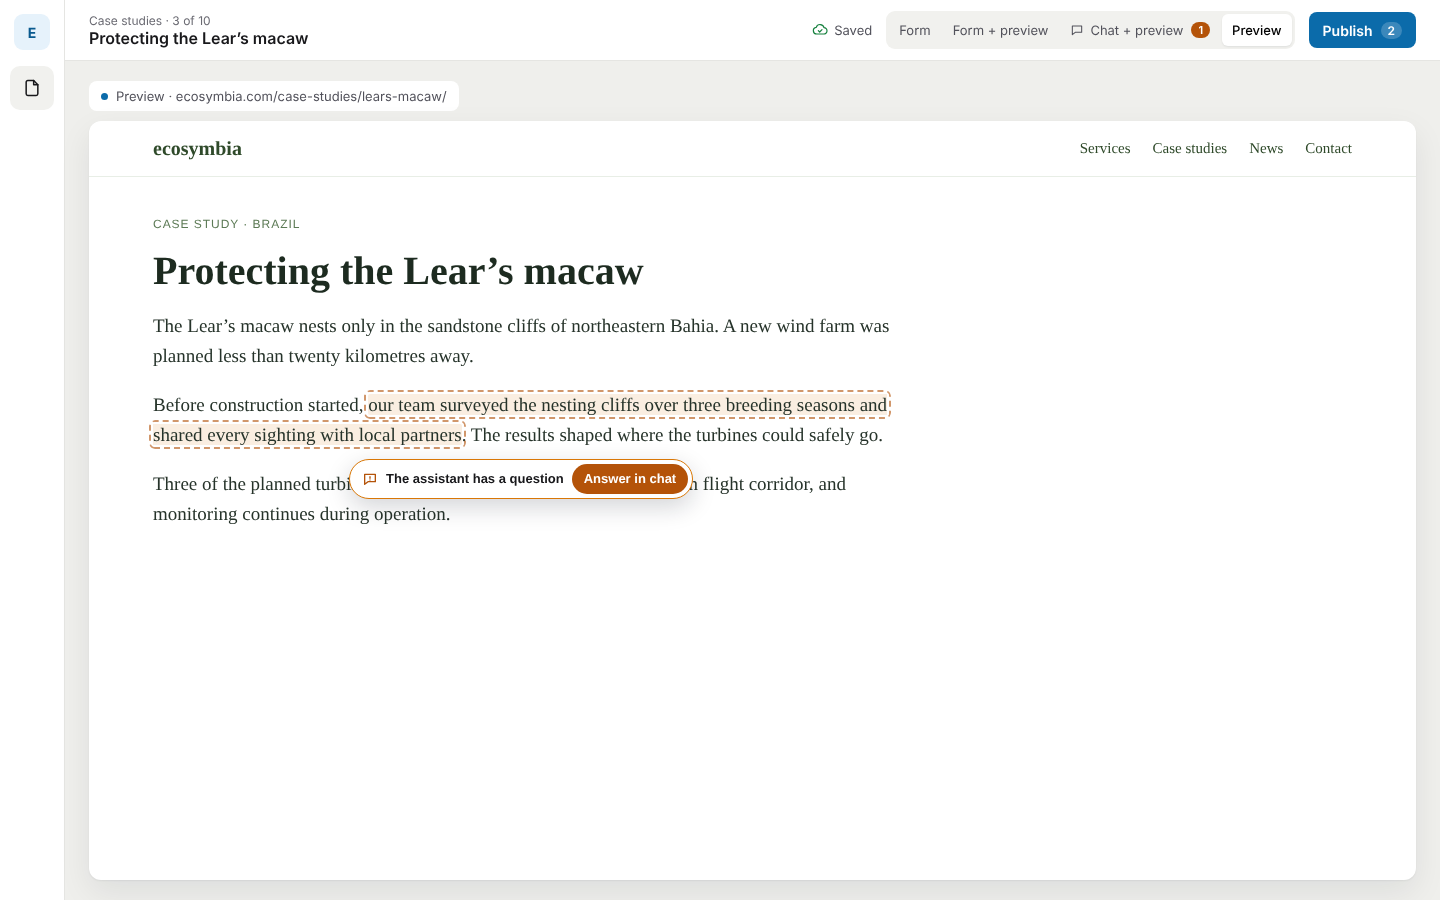 E
Case studies · 3 of 10
Protecting the Lear’s macaw
Saved
Form
Form + preview
Chat + preview 1
Preview
Publish 2
Preview · ecosymbia.com/case-studies/lears-macaw/
ecosymbia
Services
Case studies
News
Contact
CASE STUDY · BRAZIL
Protecting the Lear’s macaw
The Lear’s macaw nests only in the sandstone cliffs of northeastern Bahia. A new wind farm was
planned less than twenty kilometres away.
Before construction started, our team surveyed the nesting cliffs over three breeding seasons and
shared every sighting with local partners. The results shaped where the turbines could safely go.
The assistant has a question
Answer in chat
Three of the planned flight corridor, and
monitoring continues during operation.